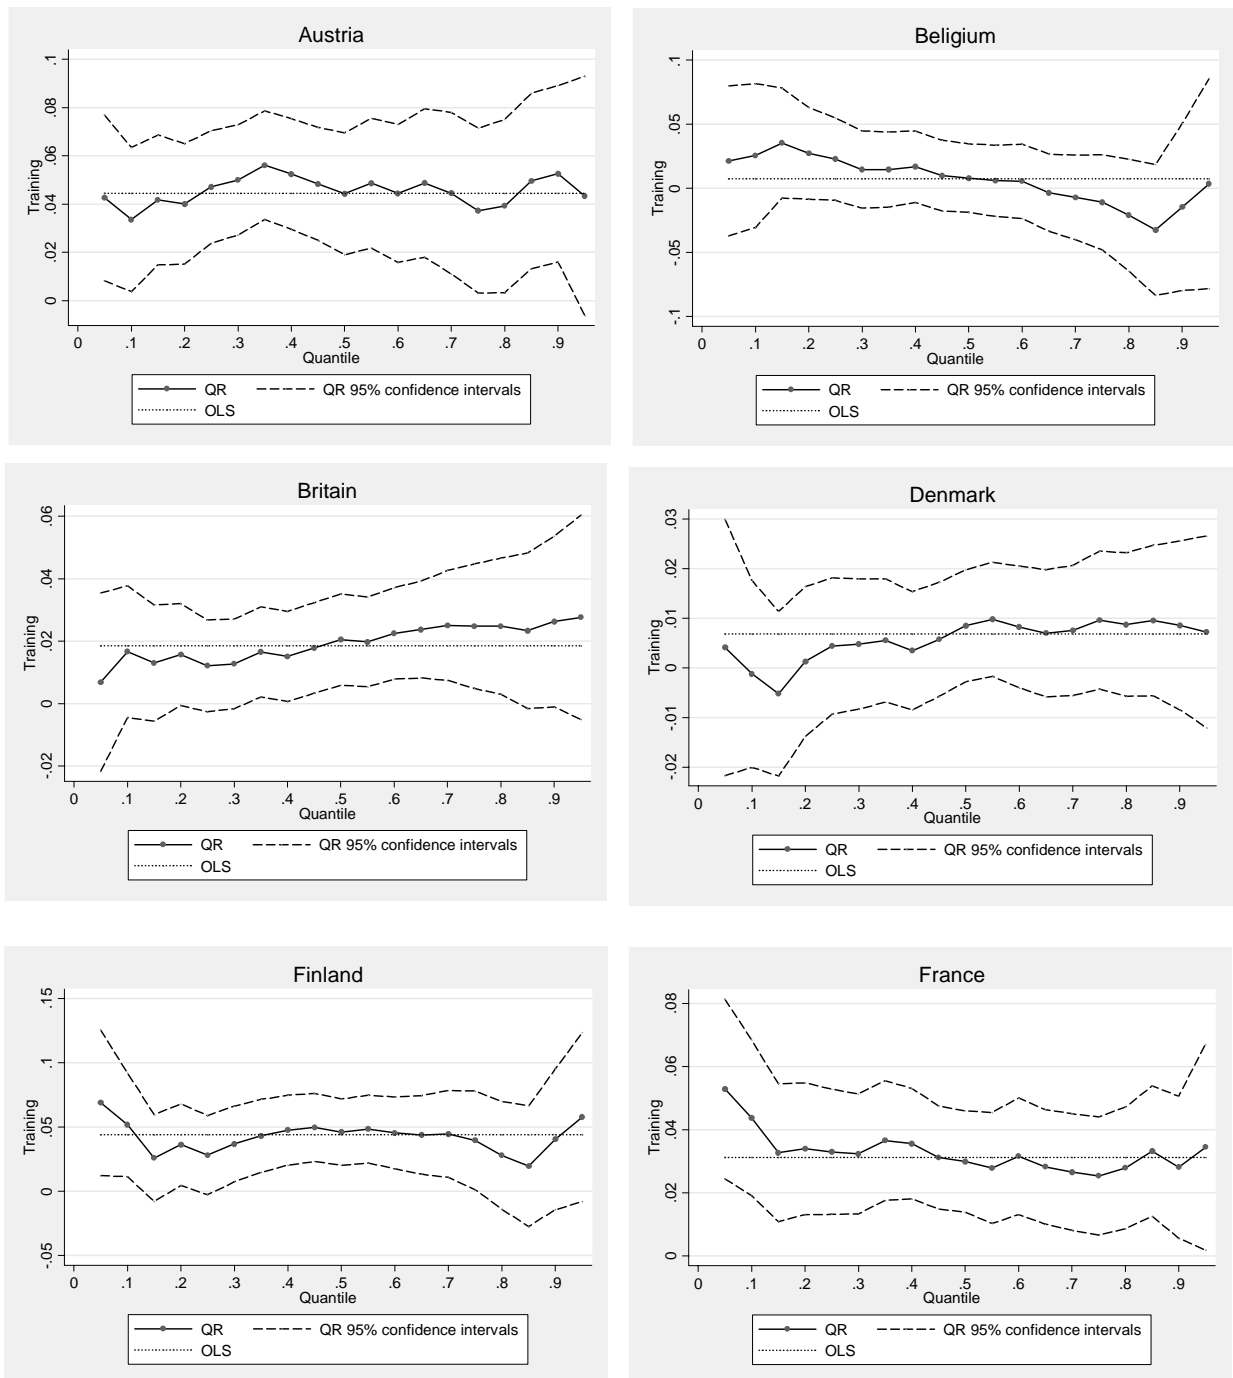 Austria
Training
.1
.08
.06
.04
.02
0
0 .1 .2 .3 .4 .5 .6 .7 .8 .9
Quantile
QR QR 95% confidence intervals
OLS
Beligium
Training
.1
.05
0
-.05
-.1
0 .1 .2 .3 .4 .5 .6 .7 .8 .9
Quantile
QR QR 95% confidence intervals
OLS
Britain
Training
.06
.04
.02
0
-.02
0 .1 .2 .3 .4 .5 .6 .7 .8 .9
Quantile
QR QR 95% confidence intervals
OLS
Denmark
Training
.03
.02
.01
0
-.01
-.02
0 .1 .2 .3 .4 .5 .6 .7 .8 .9
Quantile
QR QR 95% confidence intervals
OLS
Finland
Training
.15
.1
.05
0
-.05
0 .1 .2 .3 .4 .5 .6 .7 .8 .9
Quantile
QR QR 95% confidence intervals
OLS
France
Training
.08
.06
.04
.02
0
0 .1 .2 .3 .4 .5 .6 .7 .8 .9
Quantile
QR QR 95% confidence intervals
OLS